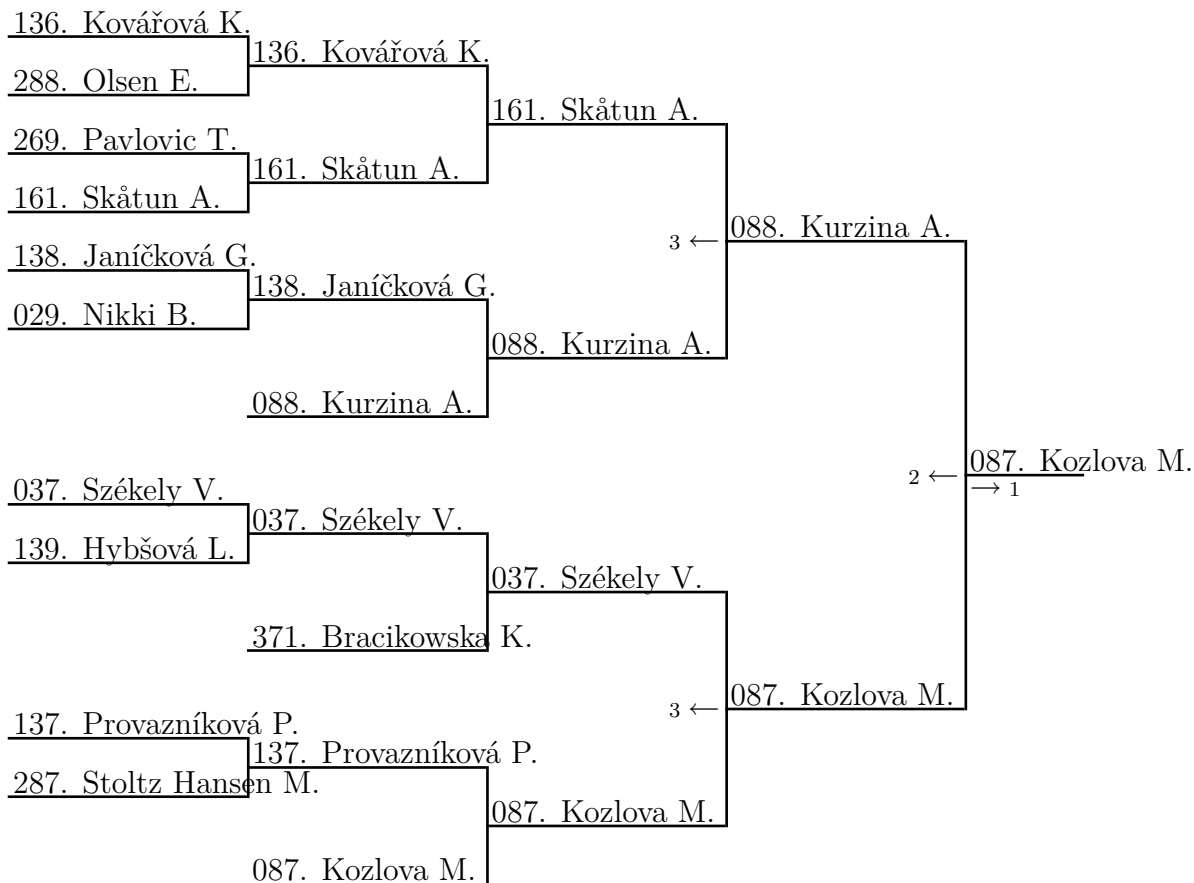 136. Kovářová K.
136. Kovářová K.
288. Olsen E.
161. Skåtun A.
269. Pavlovic T.
161. Skåtun A.
161. Skåtun A.
088. Kurzina A.
3 ←
138. Janíčková G.
138. Janíčková G.
029. Nikki B.
088. Kurzina A.
088. Kurzina A.
087. Kozlova M.
2 ←
→ 1
037. Székely V.
037. Székely V.
139. Hybšová L.
037. Székely V.
371. Bracikowska K.
087. Kozlova M.
3 ←
137. Provazníková P.
137. Provazníková P.
287. Stoltz Hansen M.
087. Kozlova M.
087. Kozlova M.